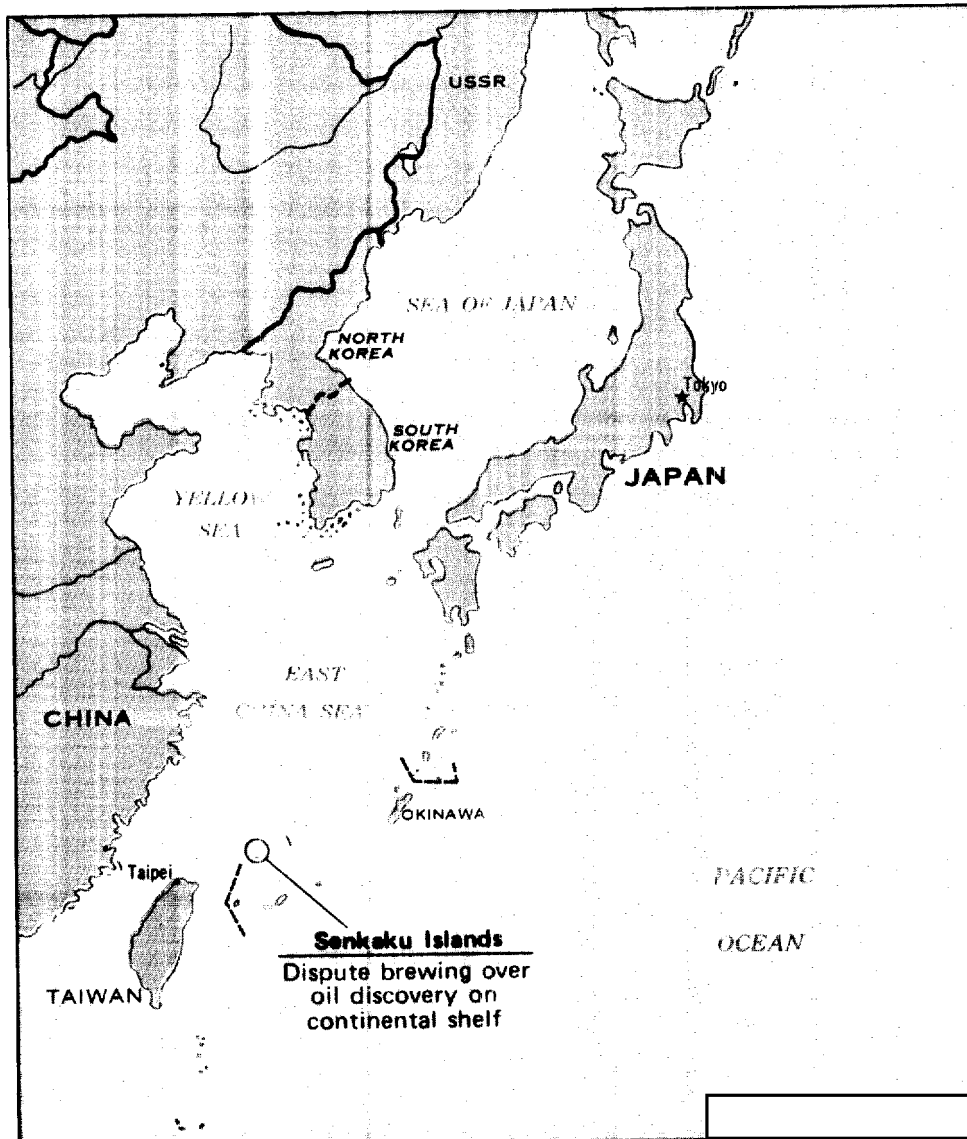 USSR
SEA OF JAPAN
NORTH
KOREA
Tokyo
SOUTH
KOREA
JAPAN
YELLOW
SEA
EAST
CHINA SEA
CHINA
OKINAWA
Taipei
PACIFIC
OCEAN
Senkaku Islands
Dispute brewing over
oil discovery on
continental shelf
TAIWAN